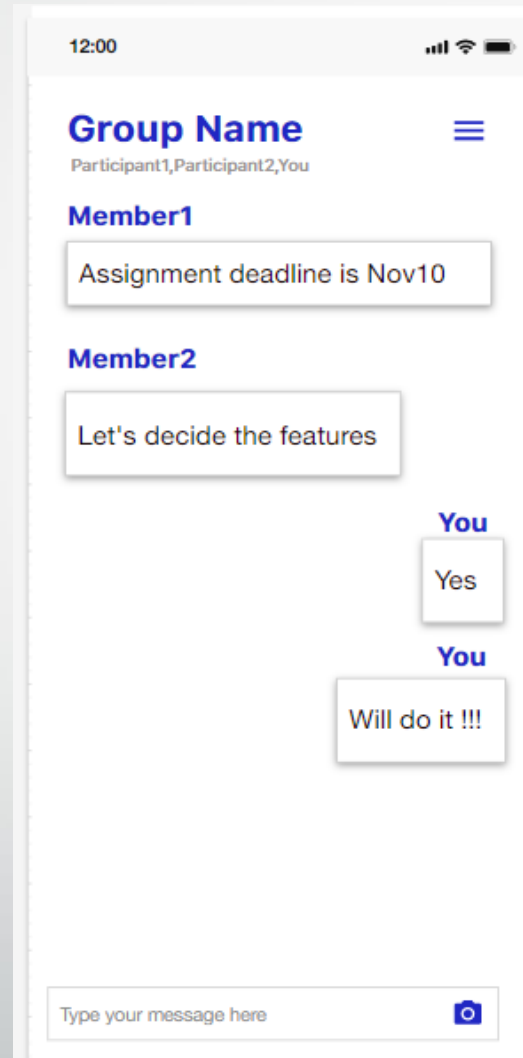 12:00
Group Name
Participant1,Participant2,You
Member1
Assignment deadline is Nov10
Member2
Let's decide the features
You
Yes
You
Will do it !!!
Type your message here